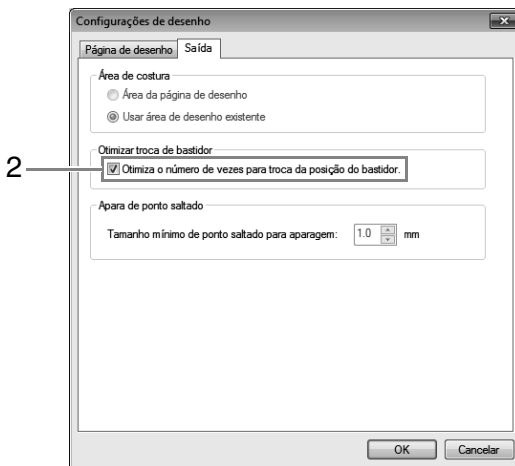 Configurações de desenho
Página de desenho Saída
Área de costura
Área da página de desenho
Usar área de desenho existente
Otimizar troca de bastidor
2
Otimiza o número de vezes para troca da posição do bastidor.
Apara de ponto saltado
Tamanho mínimo de ponto saltado para aparagem: 1.0 mm
OK Cancelar